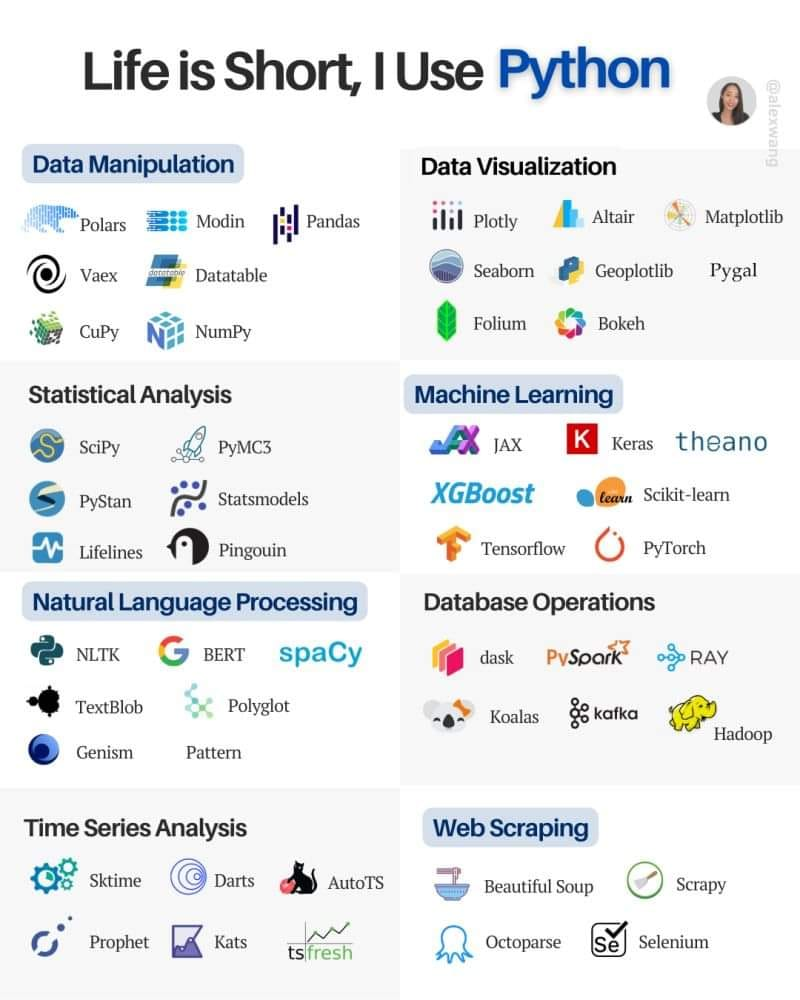 Life is Short, I Use Python
@alexwang
Data Manipulation
Polars Modin Pandas
Vaex datatable Datatable
CuPy NumPy
Data Visualization
Plotly Altair Matplotlib
Seaborn Geoplotlib Pygal
Folium Bokeh
Statistical Analysis
SciPy PyMC3
PyStan Statsmodels
Lifelines Pingouin
Machine Learning
JAX JAX K Keras theano
XGBoost learn Scikit-learn
Tensorflow PyTorch
Natural Language Processing
NLTK G BERT spaCy
TextBlob Polyglot
Genism Pattern
Database Operations
dask PySpark RAY
Koalas kafka Hadoop
Time Series Analysis
Sktime Darts AutoTS
Prophet Kats tsfresh
Web Scraping
Beautiful Soup Scrapy
Octoparse Se Selenium